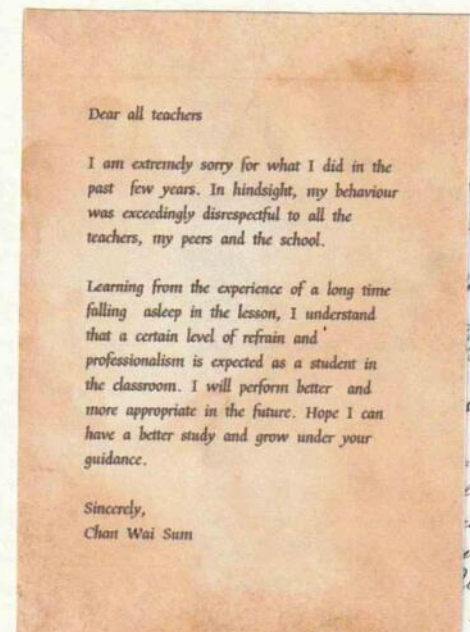 Dear all teachers
I am extremely sorry for what I did in the
past few years. In hindsight, my behaviour
was exceedingly disrespectful to all the
teachers, my peers and the school.
Learning from the experience of a long time
falling asleep in the lesson, I understand
that a certain level of refrain and
professionalism is expected as a student in
the classroom. I will perform better and
more appropriate in the future. Hope I can
have a better study and grow under your
guidance.
Sincerely,
Chan Wai Sum